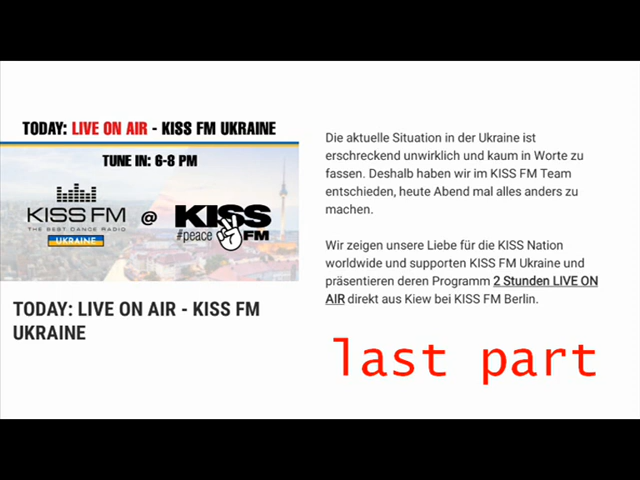 TODAY: LIVE ON AIR - KISS FM UKRAINE
TUNE IN: 6-8 PM
KISS FM
THE BEST DANCE RADIO
UKRAINE
@
KISS
#peace
FM
TODAY: LIVE ON AIR - KISS FM
UKRAINE
Die aktuelle Situation in der Ukraine ist
erschreckend unwirklich und kaum in Worte zu
fassen. Deshalb haben wir im KISS FM Team
entschieden, heute Abend mal alles anders zu
machen.
Wir zeigen unsere Liebe für die KISS Nation
worldwide und supporten KISS FM Ukraine und
präsentieren deren Programm 2 Stunden LIVE ON
AIR direkt aus Kiew bei KISS FM Berlin.
last part